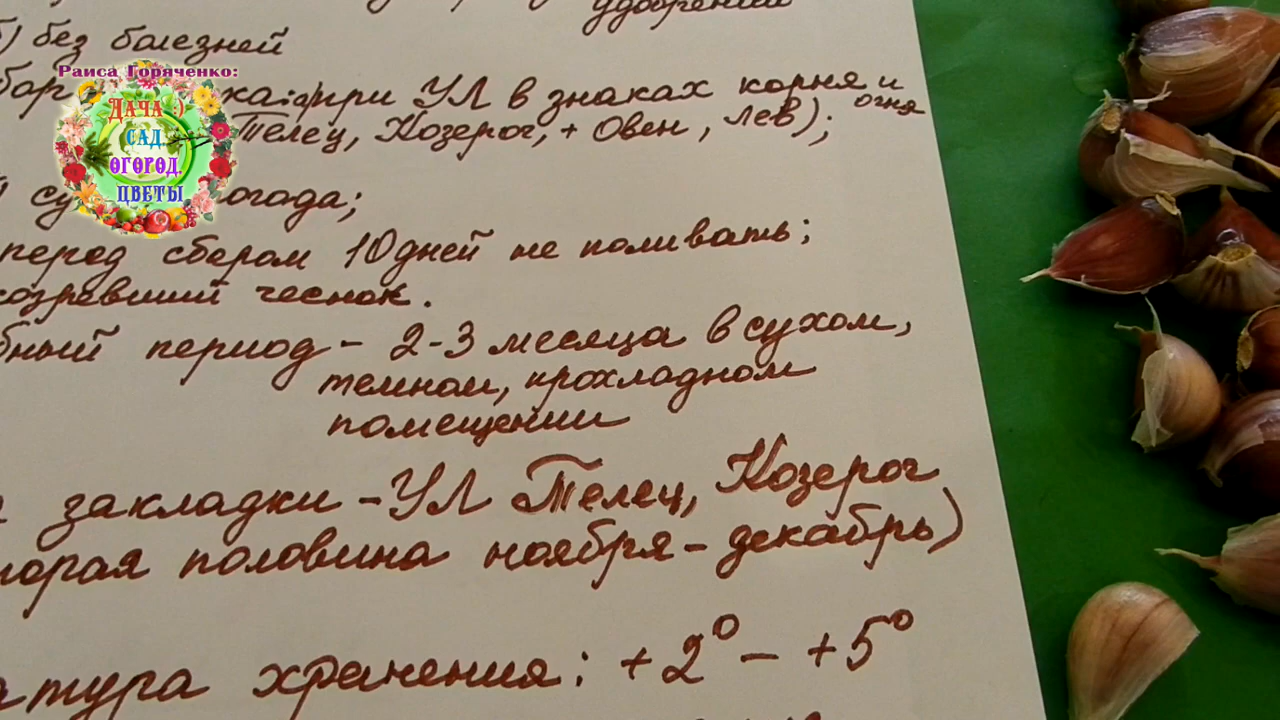 удобрений
б) без болезней
Раиса Горяченко:
Дача :)
сад.
огород.
цветы
при УЛ в знаках корня и
огня
Телец, Козерог, + Овен, Лев);
погода;
перед сбором 10 дней не поливать;
созревший чеснок.
период - 2-3 месяца в сухом,
темном, прохладном
помещении
закладки - УЛ Телец, Козерог
вторая половина ноября - декабрь)
хранения: +2° - +5°